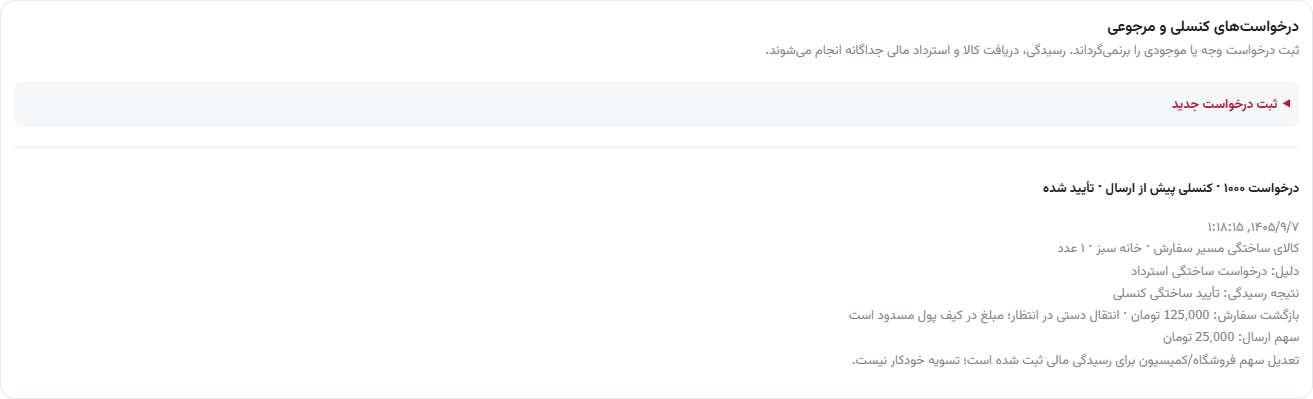 درخواست‌های کنسلی و مرجوعی
ثبت درخواست وجه یا موجودی را برنمی‌گرداند. رسیدگی، دریافت کالا و استرداد مالی جداگانه انجام می‌شوند.
ثبت درخواست جدید
درخواست ۱۰۰۰ · کنسلی پیش از ارسال · تأیید شده
۱۴۰۵/۹/۷, ۱:۱۸:۱۵
کالای ساختگی مسیر سفارش · خانه سبز · ۱ عدد
دلیل: درخواست ساختگی استرداد
نتیجه رسیدگی: تأیید ساختگی کنسلی
بازگشت سفارش: 125,000 تومان · انتقال دستی در انتظار؛ مبلغ در کیف پول مسدود است
سهم ارسال: 25,000 تومان
تعدیل سهم فروشگاه/کمیسیون برای رسیدگی مالی ثبت شده است؛ تسویه خودکار نیست.